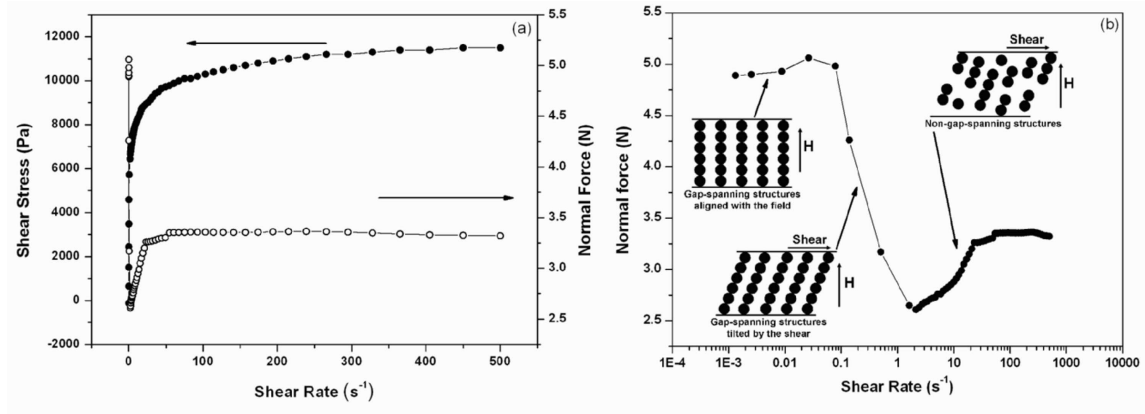 (a)
Shear Stress (Pa)
12000
10000
8000
6000
4000
2000
0
-2000
0 100 200 300 400 500
Shear Rate (s⁻¹)
5.5
5.0
4.5
4.0
3.5
3.0
2.5
Normal Force (N)
(b)
Normal force (N)
5.5
5.0
4.5
4.0
3.5
3.0
2.5
1E-4 1E-3 0.01 0.1 1 10 100 1000 10000
Shear Rate (s⁻¹)
H
Gap-spanning structures
aligned with the field
Shear
H
Gap-spanning structures
tilted by the shear
Shear
H
Non-gap-spanning structures